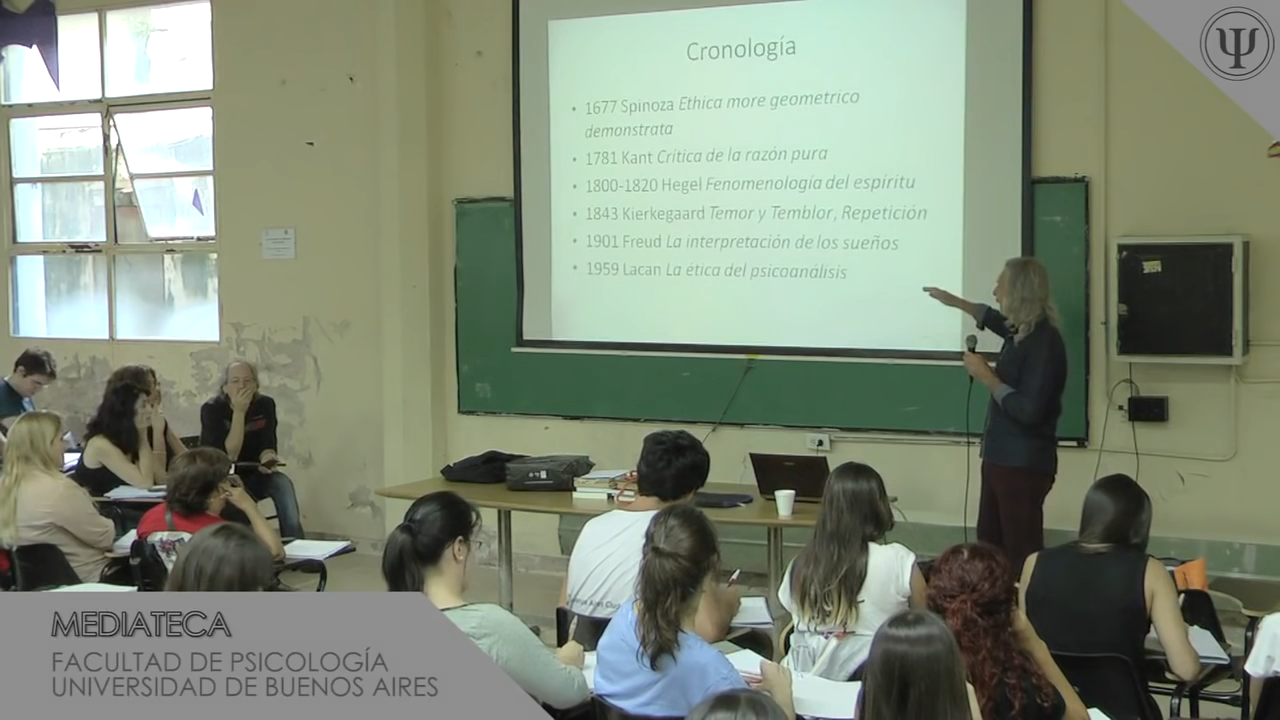 Cronología
• 1677 Spinoza Ethica more geometrico
demonstrata
• 1781 Kant Crítica de la razón pura
• 1800-1820 Hegel Fenomenología del espíritu
• 1843 Kierkegaard Temor y Temblor, Repetición
• 1901 Freud La interpretación de los sueños
• 1959 Lacan La ética del psicoanálisis
Ψ
MEDIATECA
FACULTAD DE PSICOLOGÍA
UNIVERSIDAD DE BUENOS AIRES